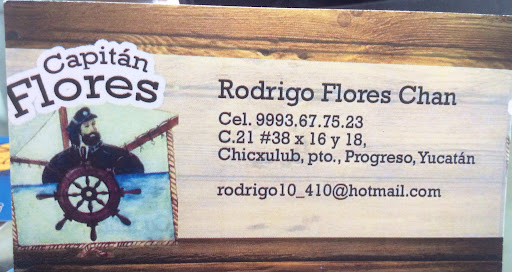 Capitán
Flores
Rodrigo Flores Chan
Cel. 9993.67.75.23
C.21 #38 x 16 y 18,
Chicxulub, pto., Progreso, Yucatán
rodrigo10_410@hotmail.com